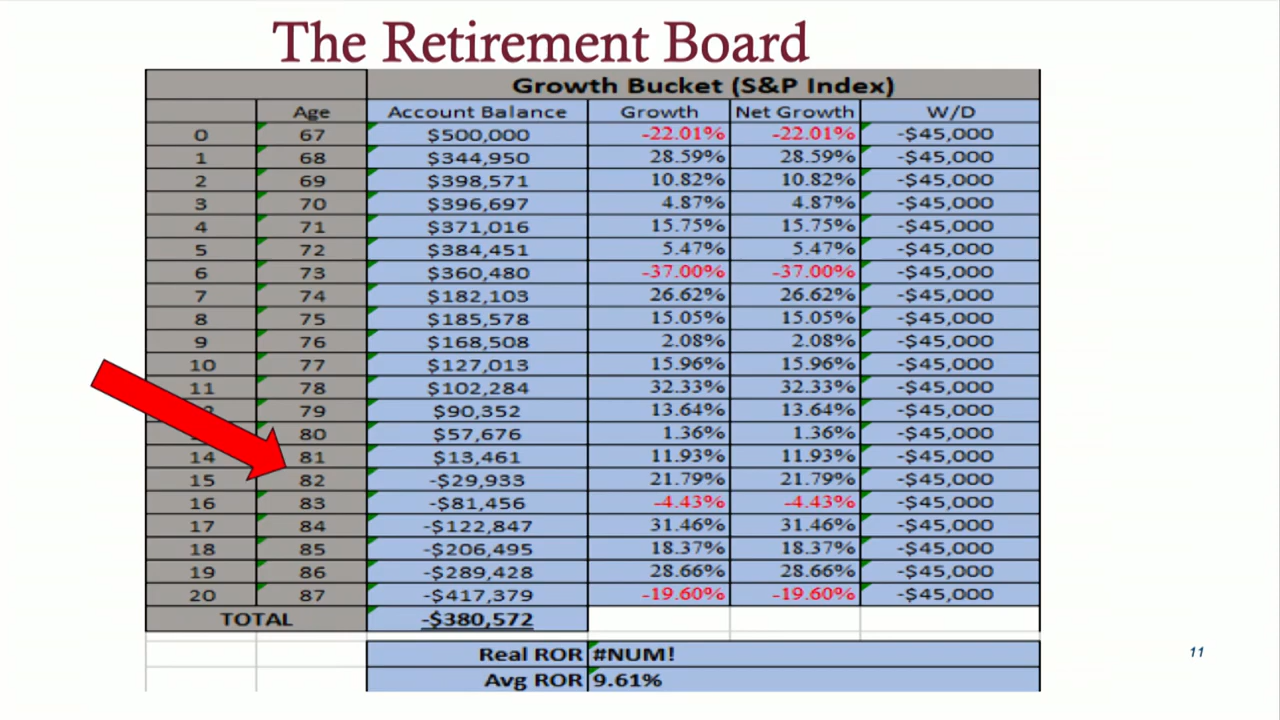 The Retirement Board
Growth Bucket (S&P Index)
Age Account Balance Growth Net Growth W/D
0 67 $500,000 -22.01% -22.01% -$45,000
1 68 $344,950 28.59% 28.59% -$45,000
2 69 $398,571 10.82% 10.82% -$45,000
3 70 $396,697 4.87% 4.87% -$45,000
4 71 $371,016 15.75% 15.75% -$45,000
5 72 $384,451 5.47% 5.47% -$45,000
6 73 $360,480 -37.00% -37.00% -$45,000
7 74 $182,103 26.62% 26.62% -$45,000
8 75 $185,578 15.05% 15.05% -$45,000
9 76 $168,508 2.08% 2.08% -$45,000
10 77 $127,013 15.96% 15.96% -$45,000
11 78 $102,284 32.33% 32.33% -$45,000
79 $90,352 13.64% 13.64% -$45,000
80 $57,676 1.36% 1.36% -$45,000
14 81 $13,461 11.93% 11.93% -$45,000
15 82 -$29,933 21.79% 21.79% -$45,000
16 83 -$81,456 -4.43% -4.43% -$45,000
17 84 -$122,847 31.46% 31.46% -$45,000
18 85 -$206,495 18.37% 18.37% -$45,000
19 86 -$289,428 28.66% 28.66% -$45,000
20 87 -$417,379 -19.60% -19.60% -$45,000
TOTAL -$380,572
Real ROR #NUM!
Avg ROR 9.61%
11